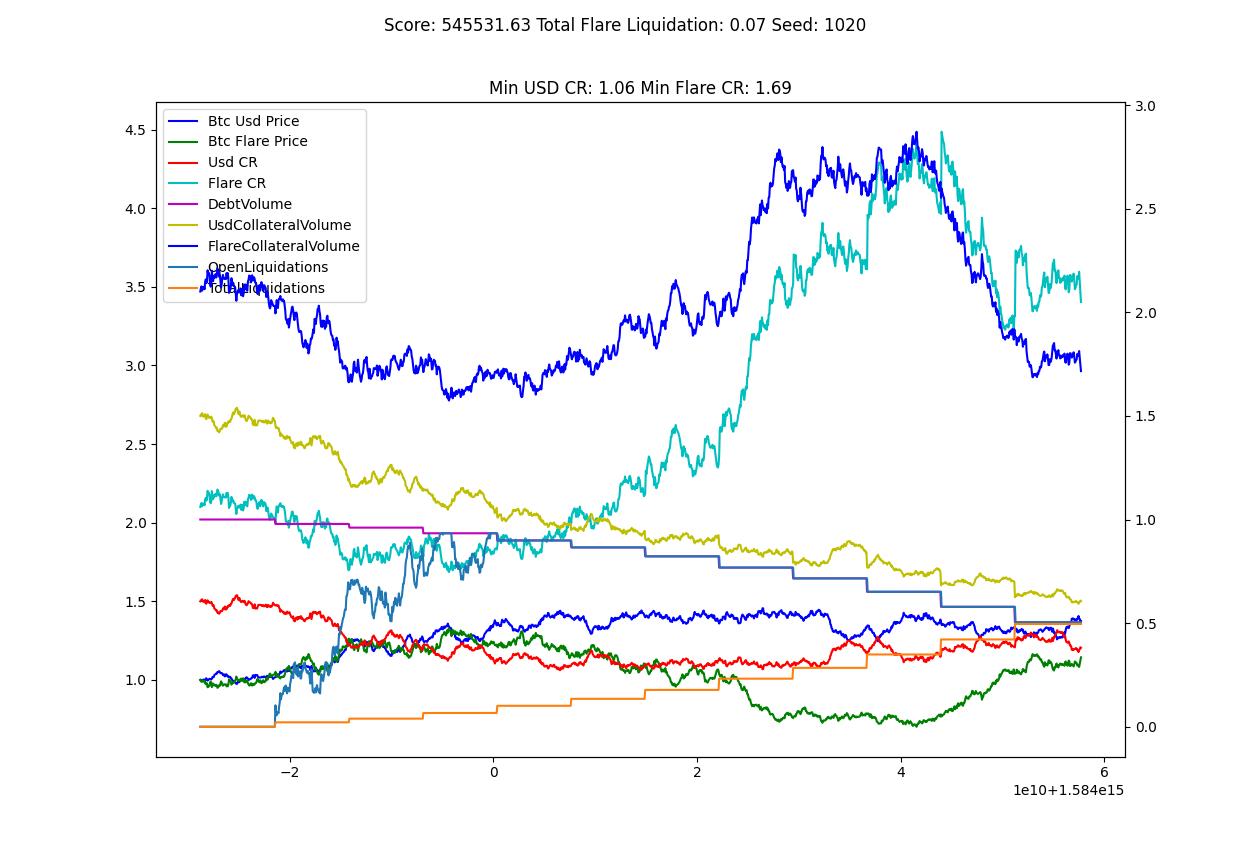 Score: 545531.63 Total Flare Liquidation: 0.07 Seed: 1020
Min USD CR: 1.06 Min Flare CR: 1.69
Btc Usd Price
Btc Flare Price
Usd CR
Flare CR
DebtVolume
UsdCollateralVolume
FlareCollateralVolume
OpenLiquidations
TotalLiquidations
4.5
4.0
3.5
3.0
2.5
2.0
1.5
1.0
3.0
2.5
2.0
1.5
1.0
0.5
0.0
−2
0
2
4
6
1e10+1.584e15